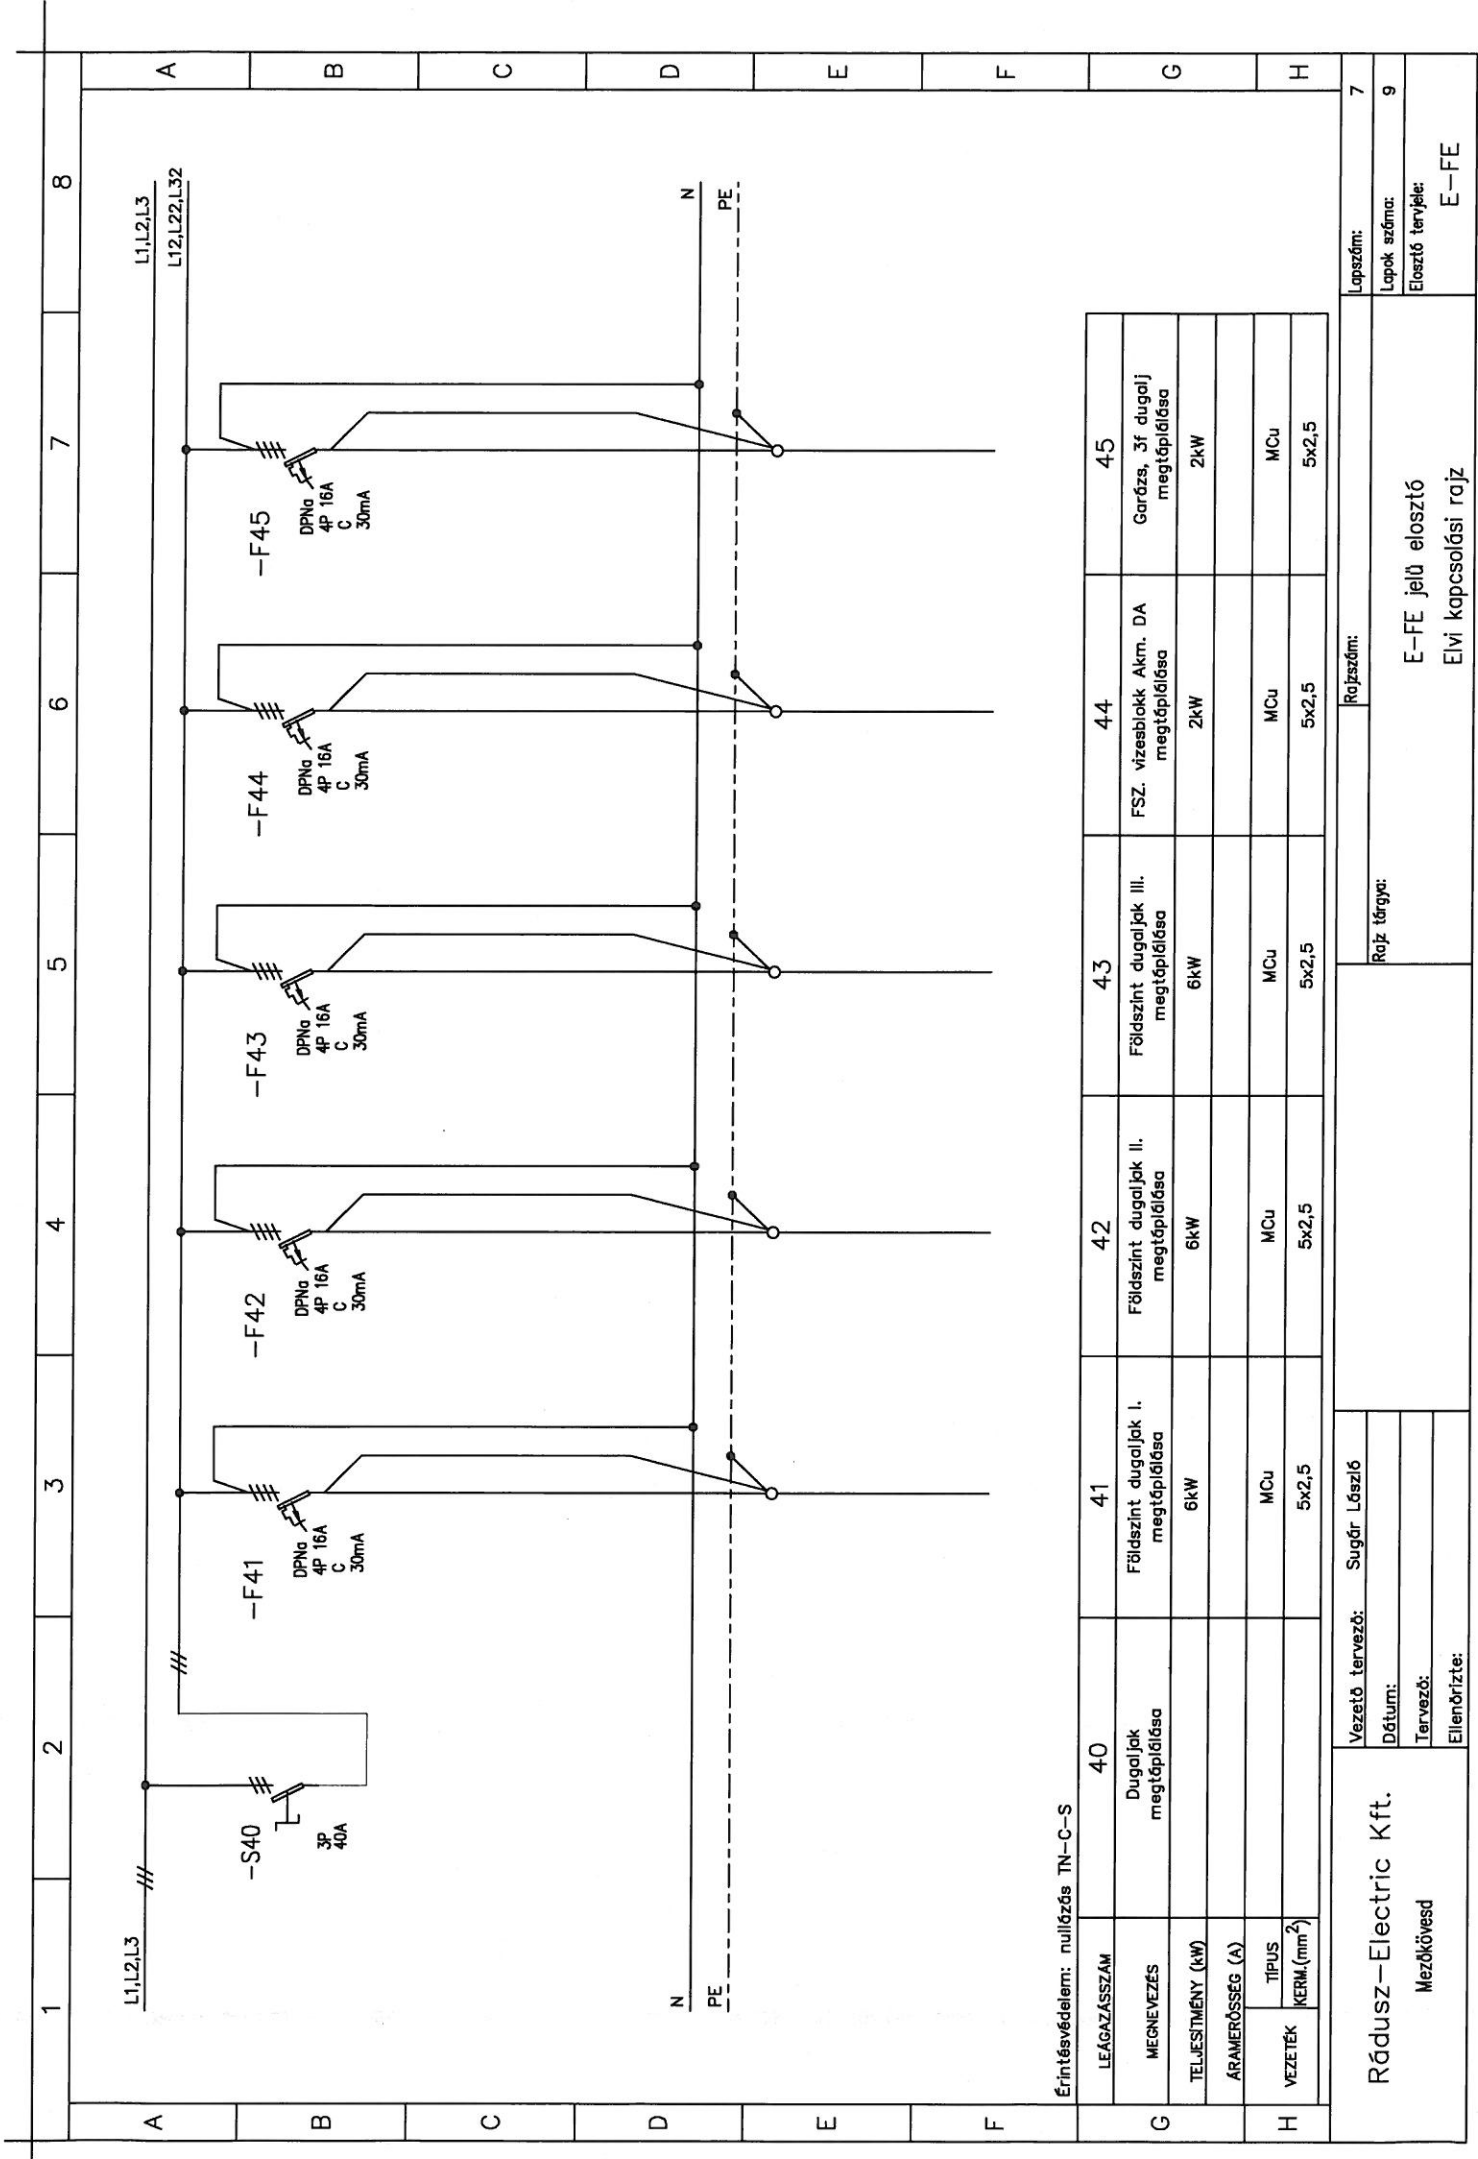 1 2 3 4 5 6 7 8
A
B
C
D
E
F
G
H
A
B
C
D
E
F
G
H
L1,L2,L3
L1,L2,L3
L12,L22,L32
-S40
3P
40A
-F41
DPNa
4P 16A
C
30mA
-F42
DPNa
4P 16A
C
30mA
-F43
DPNa
4P 16A
C
30mA
-F44
DPNa
4P 16A
C
30mA
-F45
DPNa
4P 16A
C
30mA
N
N
PE
PE
Érintésvédelem: nullázás TN-C-S
LEÁGAZÁSSZÁM 40 41 42 43 44 45
MEGNEVEZÉS
Dugaljak
megtáplálása
Földszint dugaljak I.
megtáplálása
Földszint dugaljak II.
megtáplálása
Földszint dugaljak III.
megtáplálása
FSZ. vizesblokk Akm. DA
megtáplálása
Garázs, 3f dugalj
megtáplálása
TELJESÍTMÉNY (kW) 6kW 6kW 6kW 2kW 2kW
ÁRAMERŐSSÉG (A)
VEZETÉK
TÍPUS MCu MCu MCu MCu MCu
KERM.(mm²) 5x2,5 5x2,5 5x2,5 5x2,5 5x2,5
Rádusz-Electric Kft.
Mezőkövesd
Vezető tervező: Sugár László
Dátum:
Tervező:
Ellenőrizte:
Rajzszám:
Rajz tárgya:
E-FE jelű elosztó
Elvi kapcsolási rajz
Lapszám: 7
Lapok száma: 9
Elosztó tervjele:
E-FE